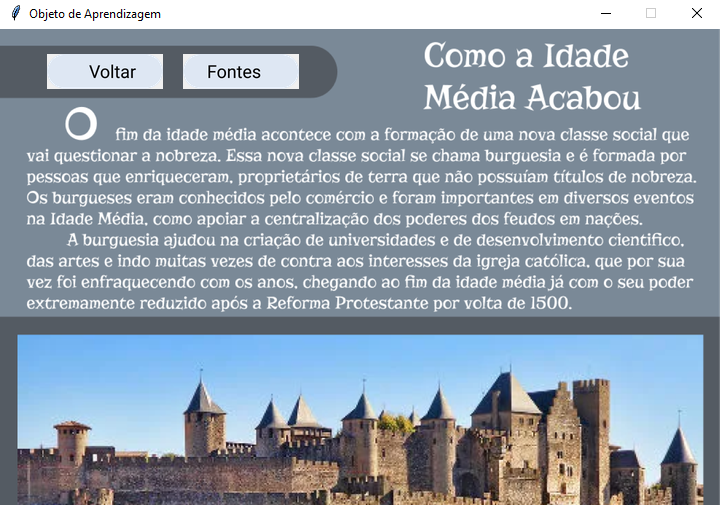 Objeto de Aprendizagem
Voltar
Fontes
Como a Idade
Média Acabou
O fim da idade média acontece com a formação de uma nova classe social que
vai questionar a nobreza. Essa nova classe social se chama burguesia e é formada por
pessoas que enriqueceram, proprietários de terra que não possuíam títulos de nobreza.
Os burgueses eram conhecidos pelo comércio e foram importantes em diversos eventos
na Idade Média, como apoiar a centralização dos poderes dos feudos em nações.
A burguesia ajudou na criação de universidades e de desenvolvimento cientifico,
das artes e indo muitas vezes de contra aos interesses da igreja católica, que por sua
vez foi enfraquecendo com os anos, chegando ao fim da idade média já com o seu poder
extremamente reduzido após a Reforma Protestante por volta de 1500.